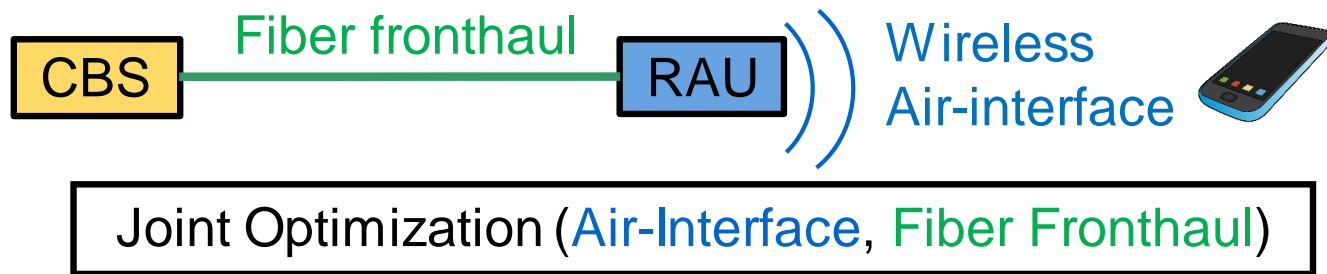 Fiber fronthaul
CBS
RAU
Wireless
Air-interface
Joint Optimization (Air-Interface, Fiber Fronthaul)